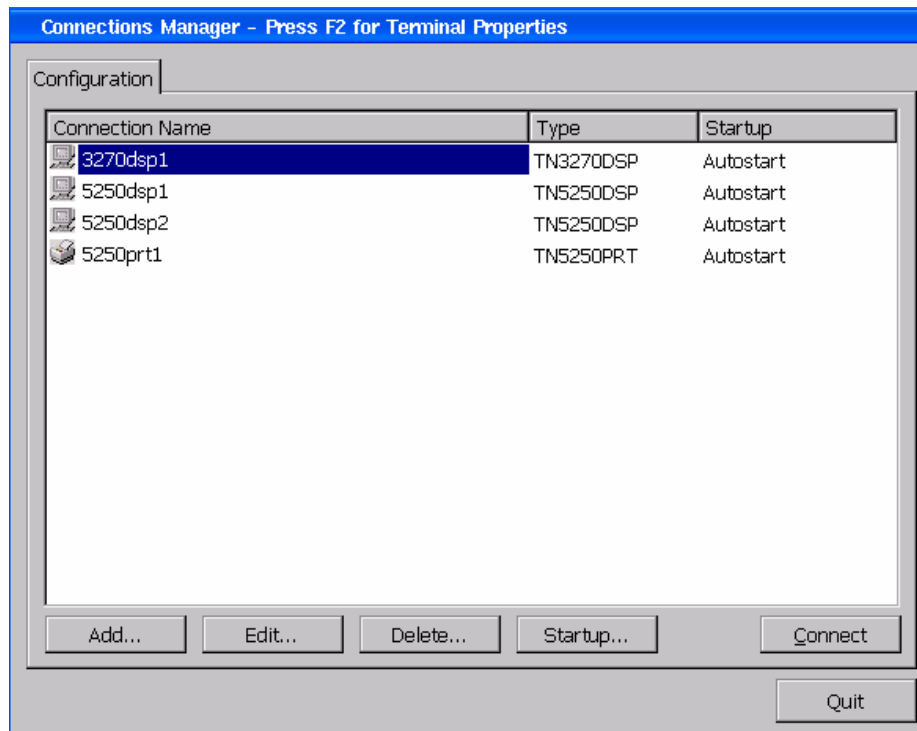 Connections Manager - Press F2 for Terminal Properties
Configuration
Connection Name Type Startup
3270dsp1 TN3270DSP Autostart
5250dsp1 TN5250DSP Autostart
5250dsp2 TN5250DSP Autostart
5250prt1 TN5250PRT Autostart
Add... Edit... Delete... Startup... Connect
Quit